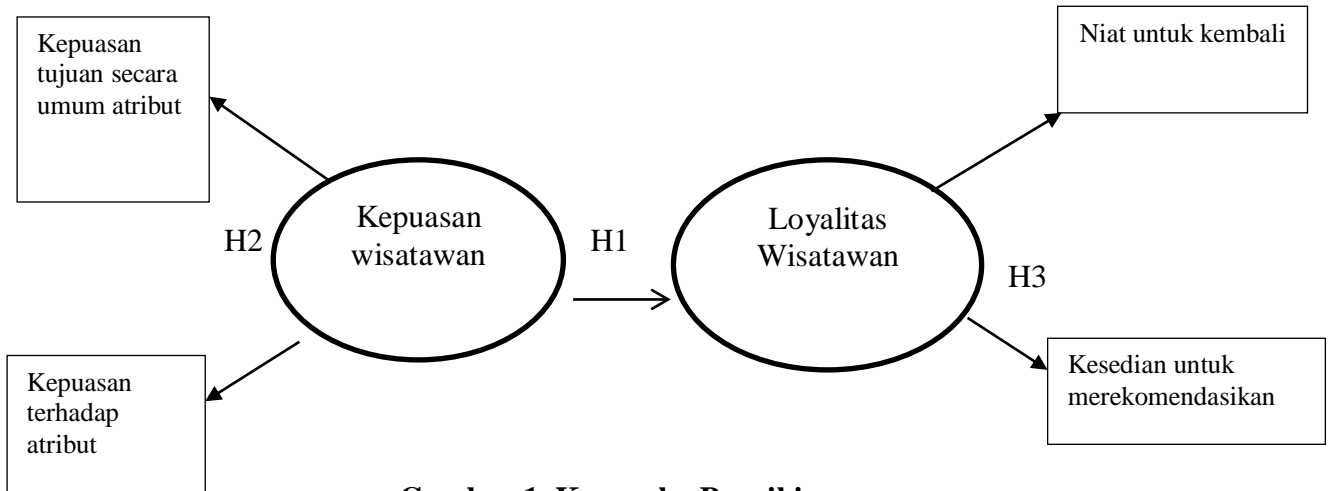 Kepuasan
tujuan secara
umum atribut
Niat untuk kembali
Kepuasan
wisatawan
Loyalitas
Wisatawan
H2
H1
H3
Kepuasan
terhadap
atribut
Kesedian untuk
merekomendasikan